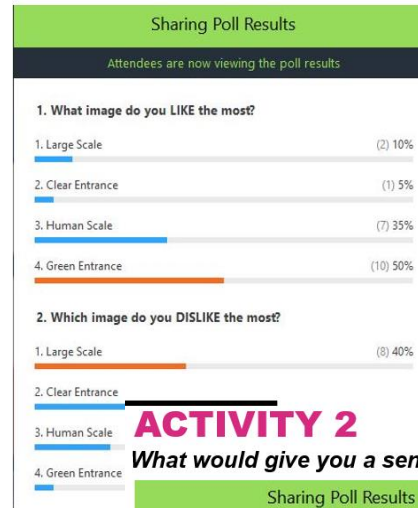 Sharing Poll Results
Attendees are now viewing the poll results
1. What image do you LIKE the most?
1. Large Scale (2) 10%
2. Clear Entrance (1) 5%
3. Human Scale (7) 35%
4. Green Entrance (10) 50%
2. Which image do you DISLIKE the most?
1. Large Scale (8) 40%
2. Clear Entrance
3. Human Scale
4. Green Entrance
ACTIVITY 2
What would give you a
Sharing Poll Results